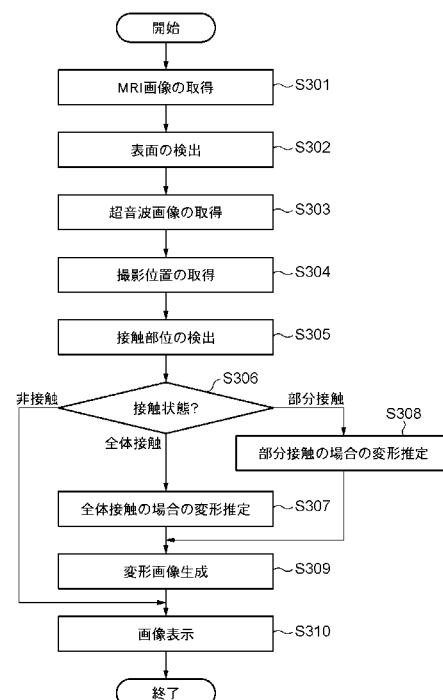 開始
MRI画像の取得
S301
表面の検出
S302
超音波画像の取得
S303
撮影位置の取得
S304
接触部位の検出
S305
S306
非接触
接触状態?
部分接触
S308
全体接触
部分接触の場合の変形推定
全体接触の場合の変形推定
S307
変形画像生成
S309
画像表示
S310
終了